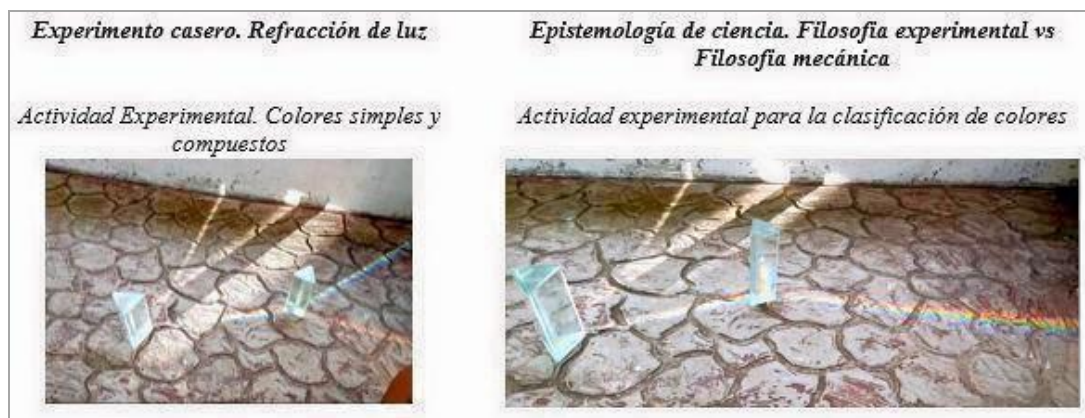 Experimento casero. Refracción de luz
Actividad Experimental. Colores simples y
compuestos
Epistemología de ciencia. Filosofía experimental vs
Filosofía mecánica
Actividad experimental para la clasificación de colores